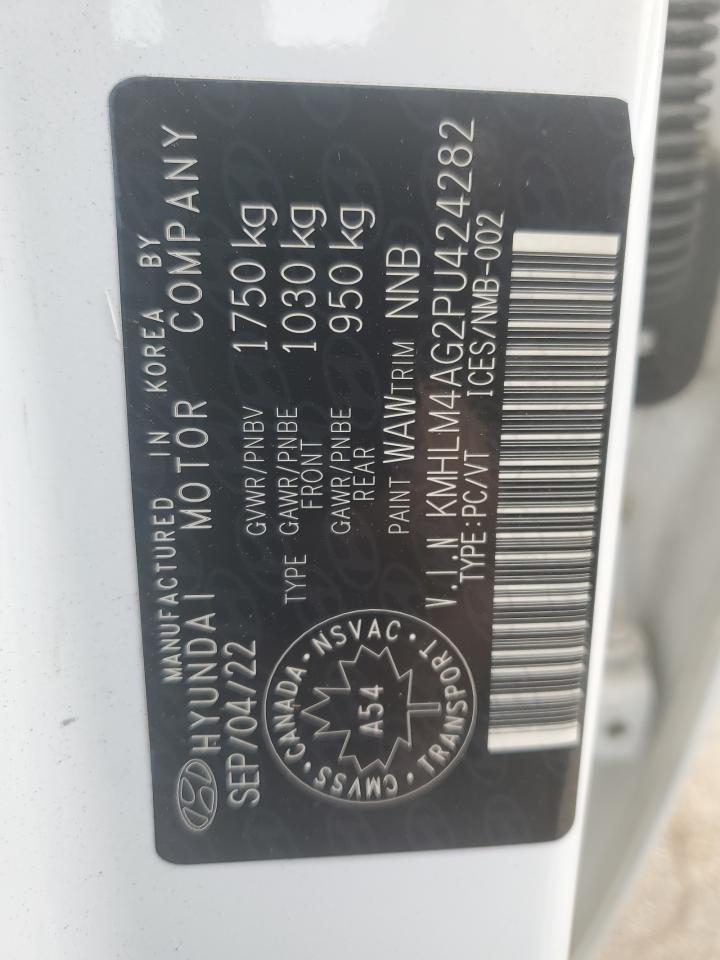 MANUFACTURED IN KOREA BY
HYUNDAI MOTOR COMPANY
SEP/04/22
GVWR/PNBV 1750 kg
TYPE GAWR/PNBE FRONT 1030 kg
GAWR/PNBE REAR 950 kg
PAINT WAW TRIM NNB
V.I.N KMHLM4AG2PU424282
TYPE:PC/VT ICES/NMB-002
CMVSS · CANADA · NSVAC · TRANSPORT ·
A54